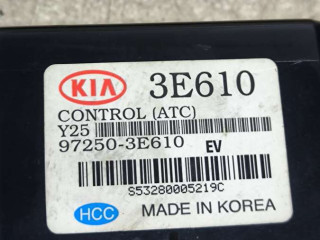 KIA 3E610
CONTROL (ATC)
Y25
97250-3E610 EV
S53280005219C
HCC MADE IN KOREA